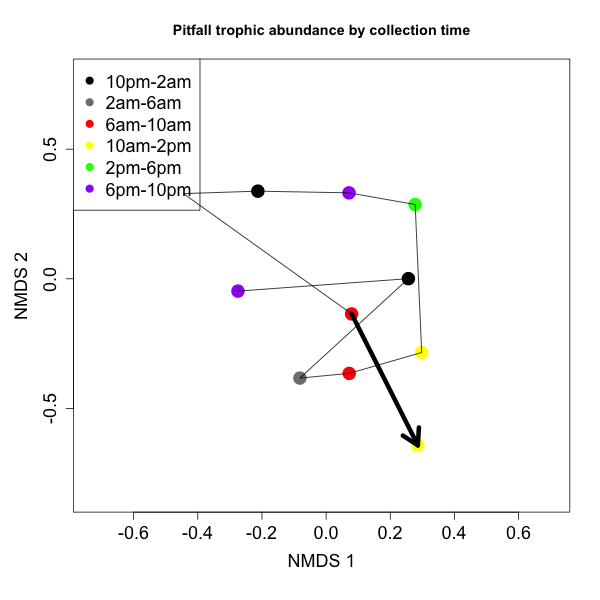 Pitfall trophic abundance by collection time
10pm-2am
2am-6am
6am-10am
10am-2pm
2pm-6pm
6pm-10pm
0.5
0.0
-0.5
NMDS 2
-0.6 -0.4 -0.2 0.0 0.2 0.4 0.6
NMDS 1